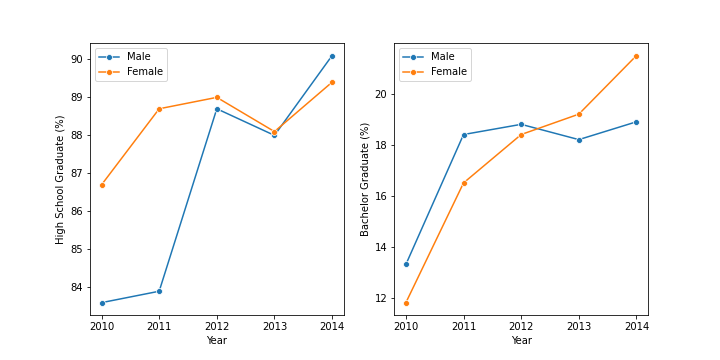 Male
Female
90
89
88
87
86
85
84
High School Graduate (%)
2010 2011 2012 2013 2014
Year
Male
Female
20
18
16
14
12
Bachelor Graduate (%)
2010 2011 2012 2013 2014
Year